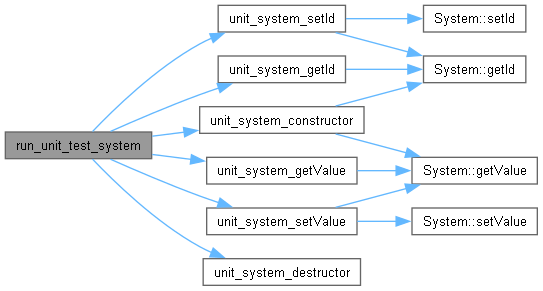 unit_system_setId
System::setId
unit_system_getId
System::getId
unit_system_constructor
run_unit_test_system
unit_system_getValue
System::getValue
unit_system_setValue
System::setValue
unit_system_destructor